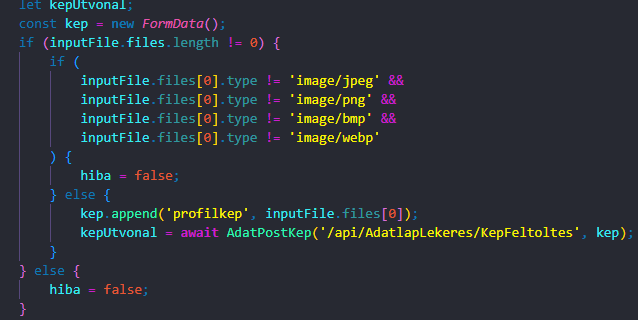 let kepUtvonal;
const kep = new FormData();
if (inputFile.files.length != 0) {
    if (
        inputFile.files[0].type != 'image/jpeg' &&
        inputFile.files[0].type != 'image/png' &&
        inputFile.files[0].type != 'image/bmp' &&
        inputFile.files[0].type != 'image/webp'
    ) {
        hiba = false;
    } else {
        kep.append('profilkep', inputFile.files[0]);
        kepUtvonal = await AdatPostKep('/api/AdatlapLekeres/KepFeltoltes', kep);
    }
} else {
    hiba = false;
}